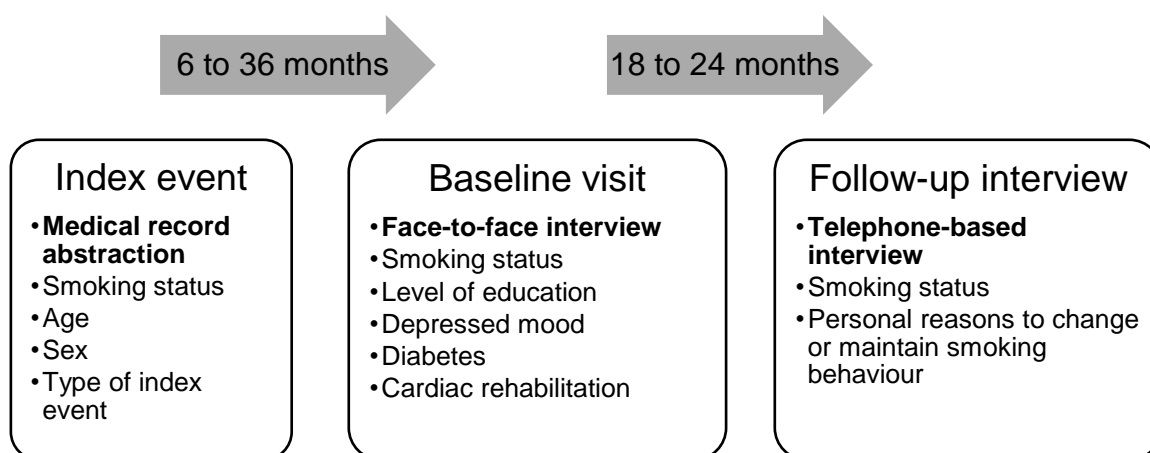 6 to 36 months
18 to 24 months
Index event
•Medical record
abstraction
•Smoking status
•Age
•Sex
•Type of index
event
Baseline visit
•Face-to-face interview
•Smoking status
•Level of education
•Depressed mood
•Diabetes
•Cardiac rehabilitation
Follow-up interview
•Telephone-based
interview
•Smoking status
•Personal reasons to change
or maintain smoking
behaviour